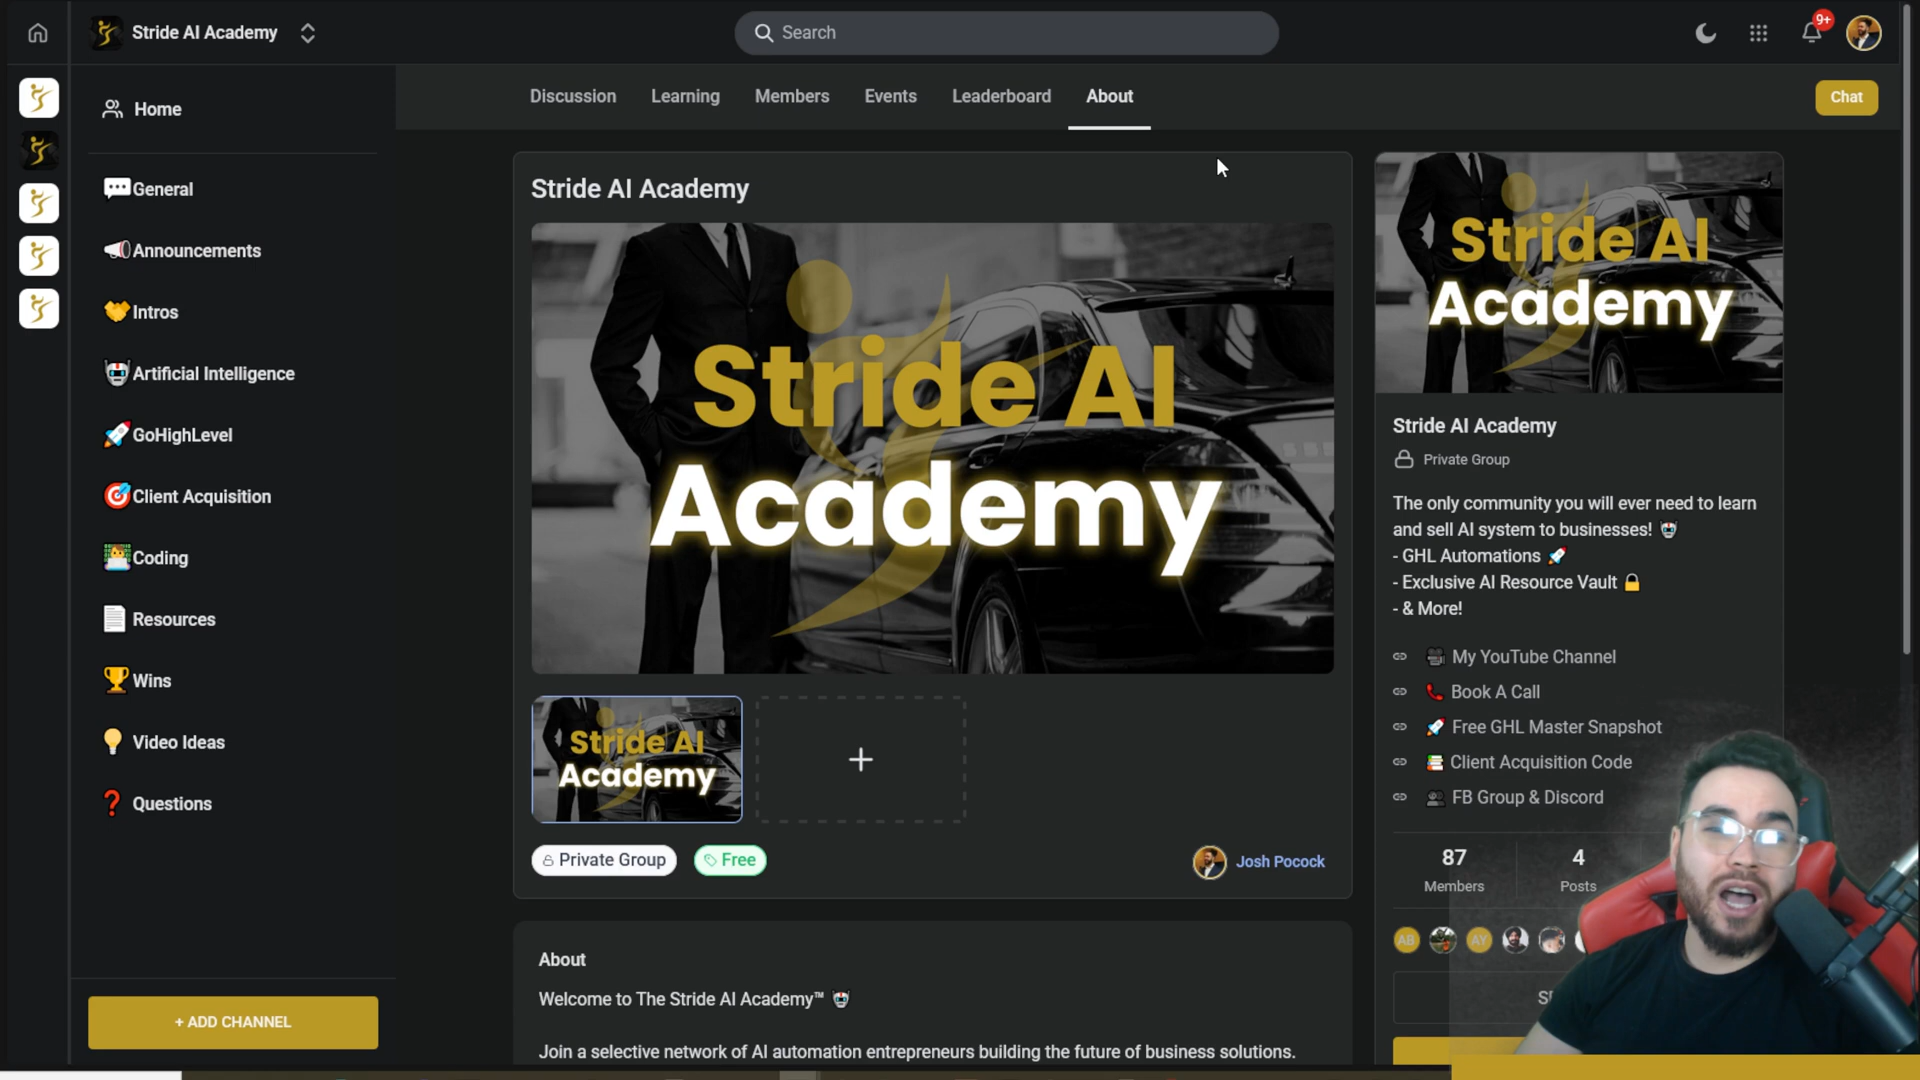 Stride AI Academy
Search
9+
Home
General
Announcements
Intros
Artificial Intelligence
GoHighLevel
Client Acquisition
Coding
Resources
Wins
Video Ideas
Questions
+ ADD CHANNEL
Discussion
Learning
Members
Events
Leaderboard
About
Chat
Stride AI Academy
Stride AI
Academy
Stride AI
Academy
Private Group
Free
Josh Pocock
About
Welcome to The Stride AI Academy™
Join a selective network of AI automation entrepreneurs building the future of business solutions.
Stride AI
Academy
Stride AI Academy
Private Group
The only community you will ever need to learn
and sell AI system to businesses!
- GHL Automations
- Exclusive AI Resource Vault
- & More!
My YouTube Channel
Book A Call
Free GHL Master Snapshot
Client Acquisition Code
FB Group & Discord
87
Members
4
Posts
AB
AY